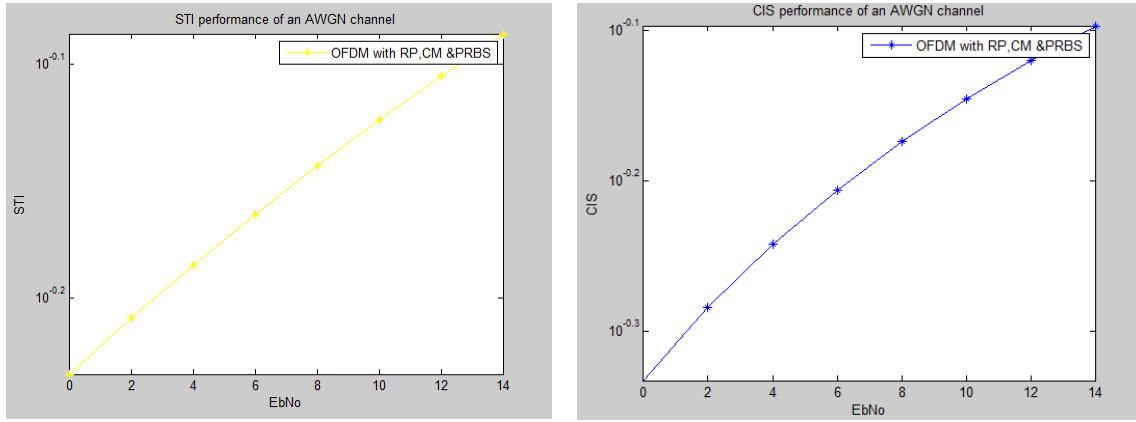 STI performance of an AWGN channel
OFDM with RP,CM &PRBS
10^-0.1
10^-0.2
STI
0 2 4 6 8 10 12 14
EbNo
CIS performance of an AWGN channel
OFDM with RP,CM &PRBS
10^-0.1
10^-0.2
10^-0.3
CIS
0 2 4 6 8 10 12 14
EbNo